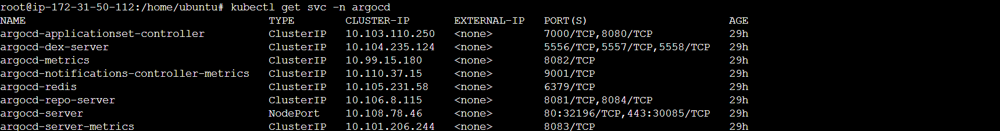 root@ip-172-31-50-112:/home/ubuntu# kubectl get svc -n argocd
NAME TYPE CLUSTER-IP EXTERNAL-IP PORT(S) AGE
argocd-applicationset-controller ClusterIP 10.103.110.250 <none> 7000/TCP,8080/TCP 29h
argocd-dex-server ClusterIP 10.104.235.124 <none> 5556/TCP,5557/TCP,5558/TCP 29h
argocd-metrics ClusterIP 10.99.15.180 <none> 8082/TCP 29h
argocd-notifications-controller-metrics ClusterIP 10.110.37.15 <none> 9001/TCP 29h
argocd-redis ClusterIP 10.105.231.58 <none> 6379/TCP 29h
argocd-repo-server ClusterIP 10.106.8.115 <none> 8081/TCP,8084/TCP 29h
argocd-server NodePort 10.108.78.46 <none> 80:32196/TCP,443:30085/TCP 29h
argocd-server-metrics ClusterIP 10.101.206.244 <none> 8083/TCP 29h